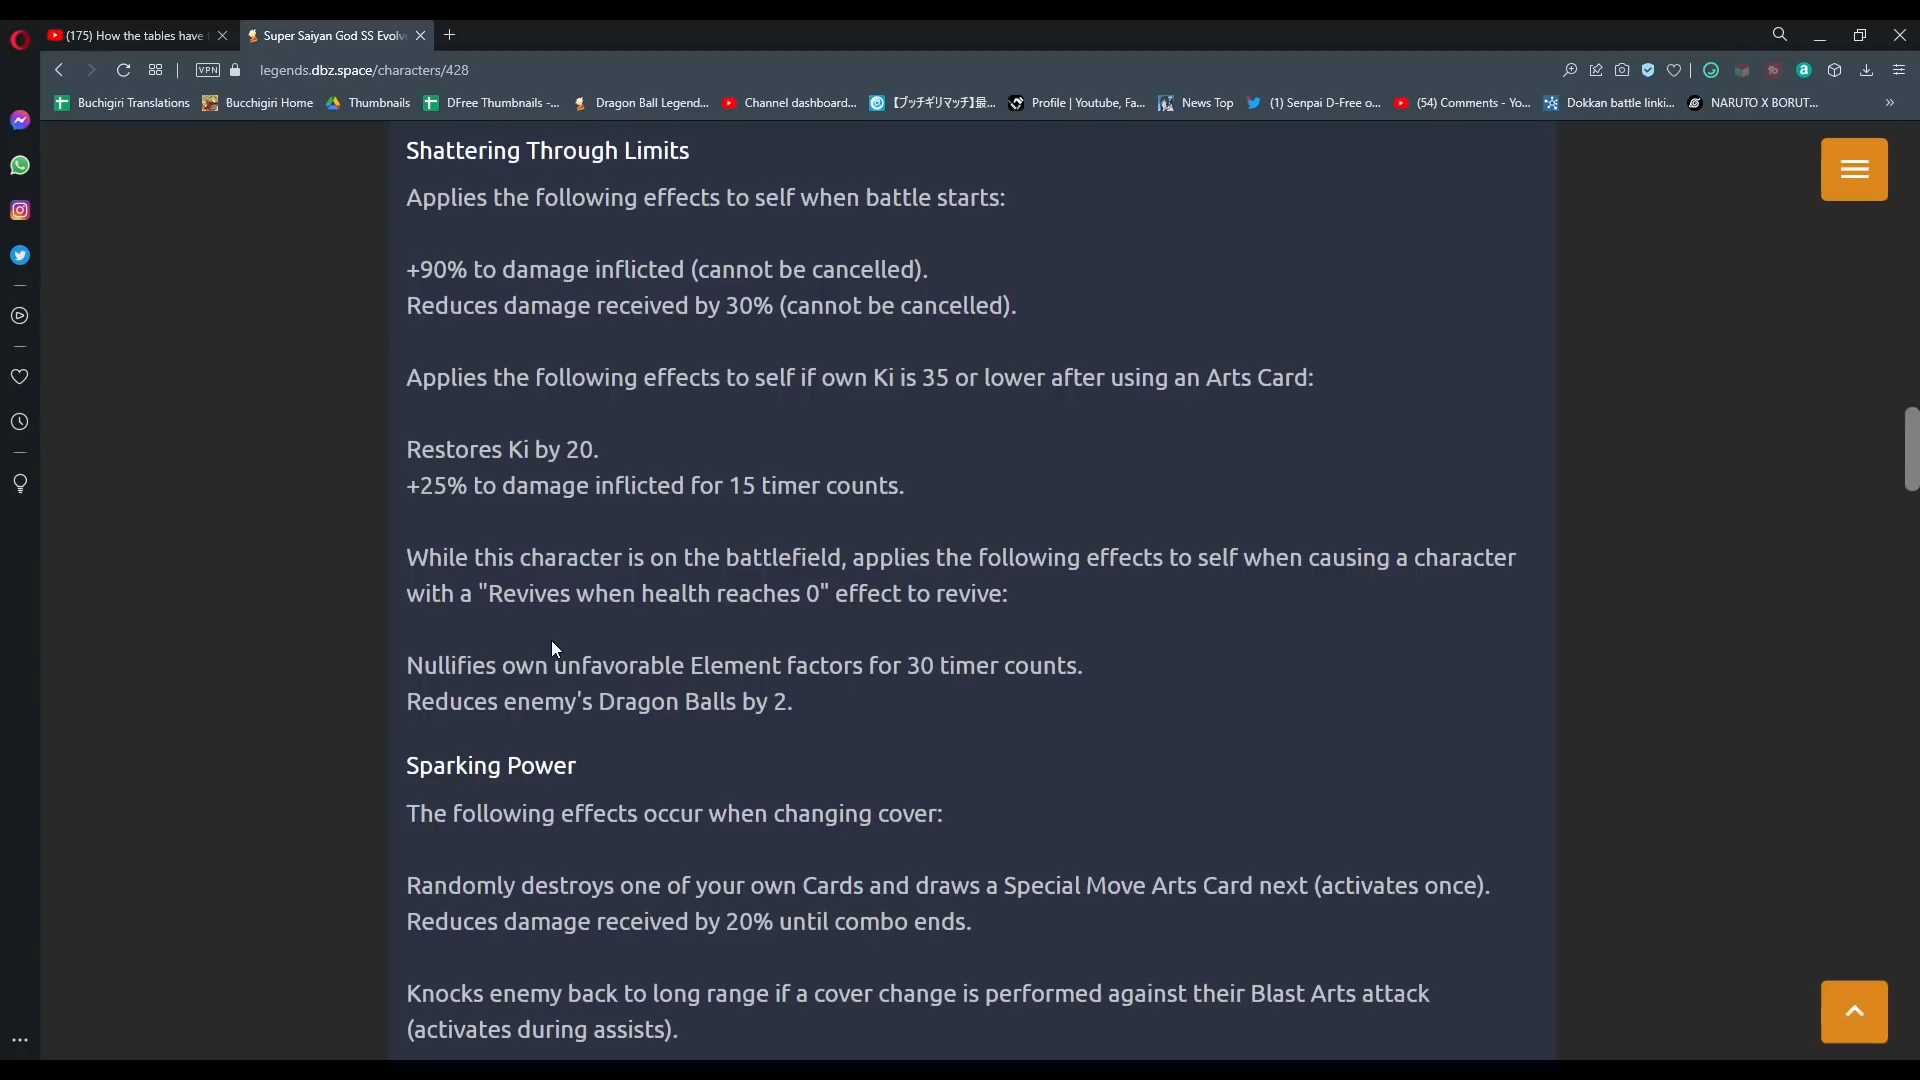 (175) How the tables have
Super Saiyan God SS Evolv
VPN
legends.dbz.space/characters/428
Buchigiri Translations
Bucchigiri Home
Thumbnails
DFree Thumbnails -...
Dragon Ball Legend...
Channel dashboard...
【ブッチギリマッチ】最...
Profile | Youtube, Fa...
News Top
(1) Senpai D-Free o...
(54) Comments - Yo...
Dokkan battle linki...
NARUTO X BORUT...
Shattering Through Limits
Applies the following effects to self when battle starts:
+90% to damage inflicted (cannot be cancelled).
Reduces damage received by 30% (cannot be cancelled).
Applies the following effects to self if own Ki is 35 or lower after using an Arts Card:
Restores Ki by 20.
+25% to damage inflicted for 15 timer counts.
While this character is on the battlefield, applies the following effects to self when causing a character
with a "Revives when health reaches 0" effect to revive:
Nullifies own unfavorable Element factors for 30 timer counts.
Reduces enemy's Dragon Balls by 2.
Sparking Power
The following effects occur when changing cover:
Randomly destroys one of your own Cards and draws a Special Move Arts Card next (activates once).
Reduces damage received by 20% until combo ends.
Knocks enemy back to long range if a cover change is performed against their Blast Arts attack
(activates during assists).